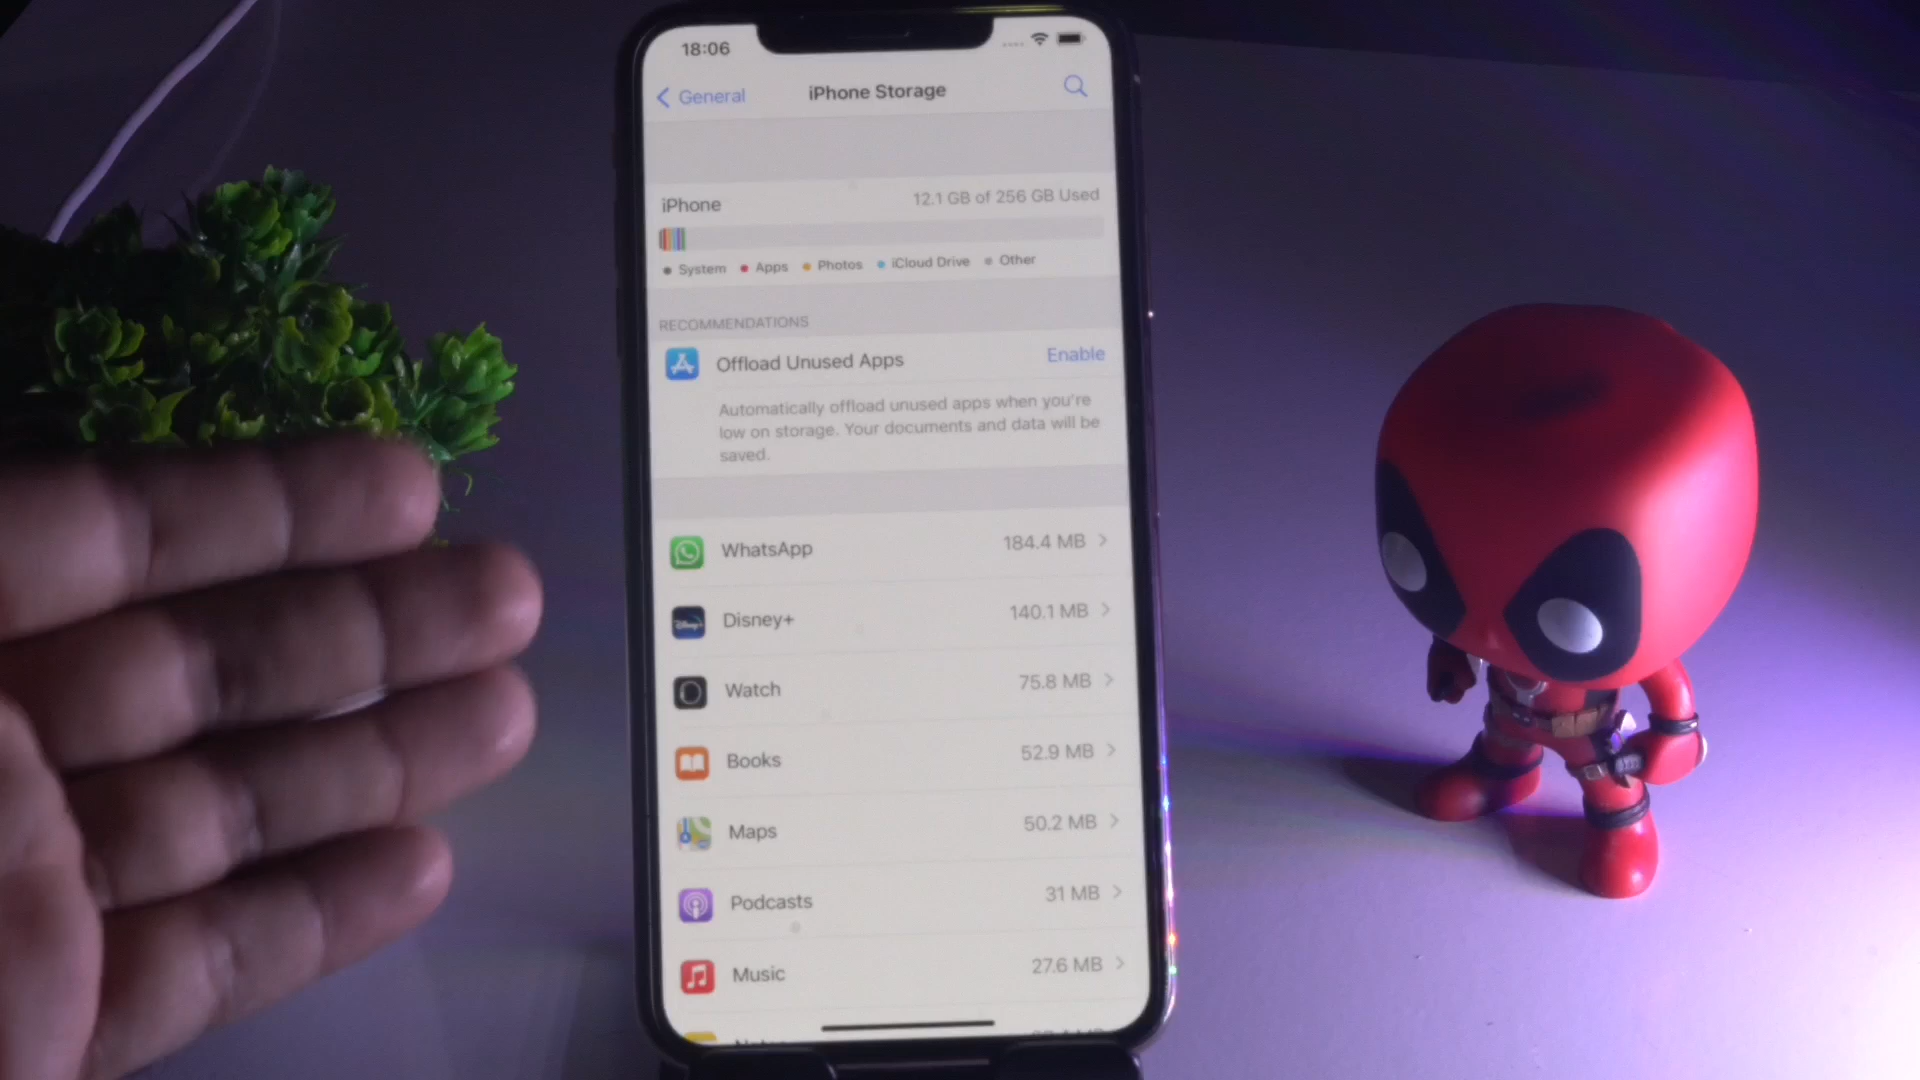 18:06
General
iPhone Storage
iPhone
12.1 GB of 256 GB Used
System Apps Photos iCloud Drive Other
RECOMMENDATIONS
Offload Unused Apps
Enable
Automatically offload unused apps when you're
low on storage. Your documents and data will be
saved.
WhatsApp
184.4 MB
Disney+
140.1 MB
Watch
75.8 MB
Books
52.9 MB
Maps
50.2 MB
Podcasts
31 MB
Music
27.6 MB